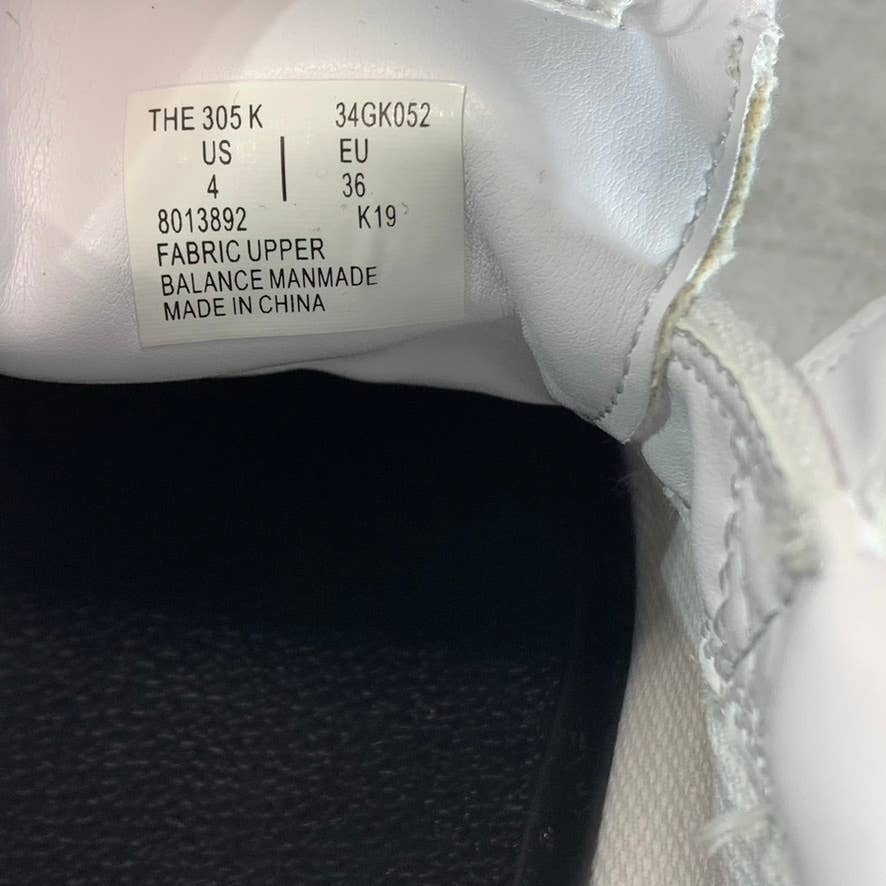 THE 305 K 34GK052
US | EU
4 36
8013892 K19
FABRIC UPPER
BALANCE MANMADE
MADE IN CHINA